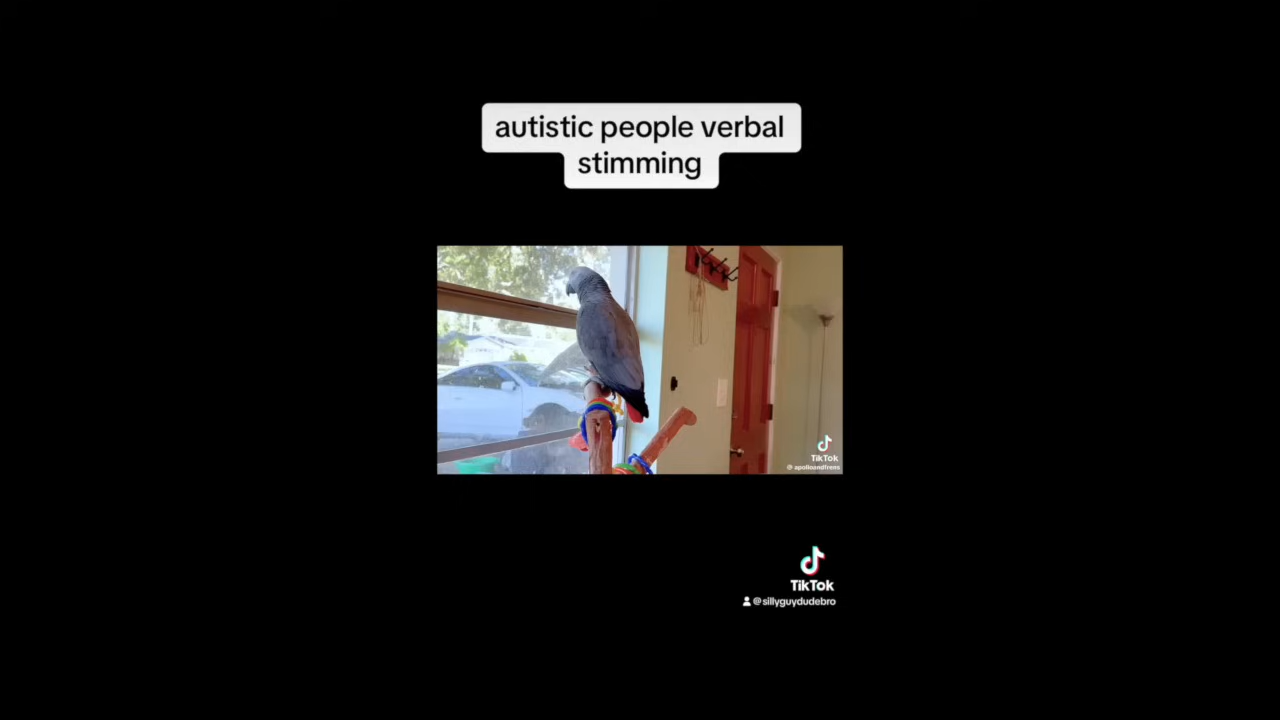 autistic people verbal
stimming
TikTok
@apolloandfrens
TikTok
@sillyguydudebro